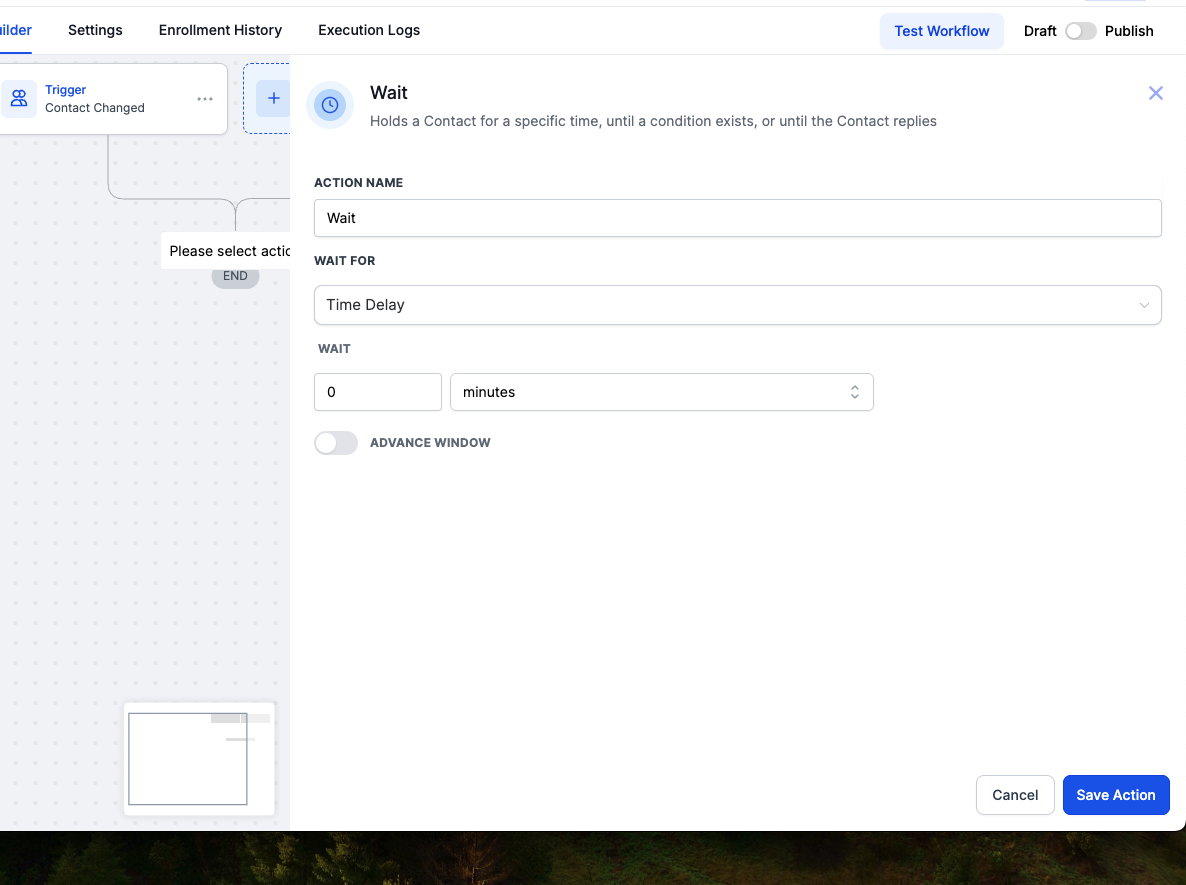 uilder
Settings
Enrollment History
Execution Logs
Test Workflow
Draft
Publish
Trigger
Contact Changed
Wait
Holds a Contact for a specific time, until a condition exists, or until the Contact replies
ACTION NAME
Wait
Please select actio
END
WAIT FOR
Time Delay
WAIT
0
minutes
ADVANCE WINDOW
Cancel
Save Action